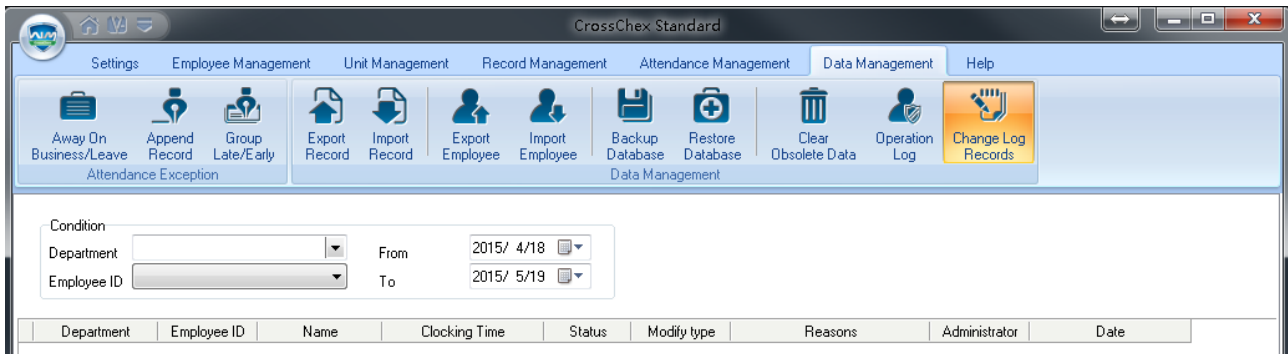 CrossChex Standard
Settings Employee Management Unit Management Record Management Attendance Management Data Management Help
Away On Business/Leave
Append Record
Group Late/Early
Export Record
Import Record
Export Employee
Import Employee
Backup Database
Restore Database
Clear Obsolete Data
Operation Log
Change Log Records
Attendance Exception
Data Management
Condition
Department
From 2015/ 4/18
Employee ID
To 2015/ 5/19
Department Employee ID Name Clocking Time Status Modify type Reasons Administrator Date